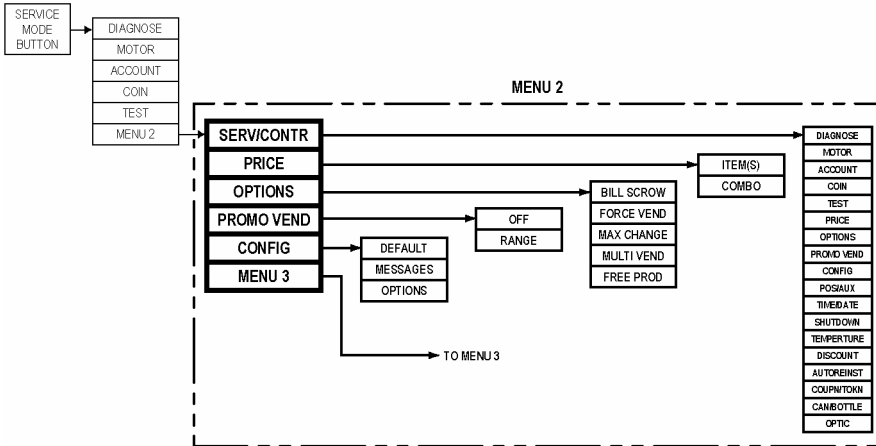 SERVICE
MODE
BUTTON
DIAGNOSE
MOTOR
ACCOUNT
COIN
TEST
MENU 2
MENU 2
SERV/CONTR
PRICE
OPTIONS
PROMO VEND
CONFIG
MENU 3
DEFAULT
MESSAGES
OPTIONS
OFF
RANGE
BILL SCROW
FORCE VEND
MAX CHANGE
MULTI VEND
FREE PROD
ITEM(S)
COMBO
DIAGNOSE
MOTOR
ACCOUNT
COIN
TEST
PRICE
OPTIONS
PROMO VEND
CONFIG
POS/AUX
TIME/DATE
SHUTDOWN
TEMPERTURE
DISCOUNT
AUTOREINST
COUPN/TOKN
CAN/BOTTLE
OPTIC
TO MENU 3